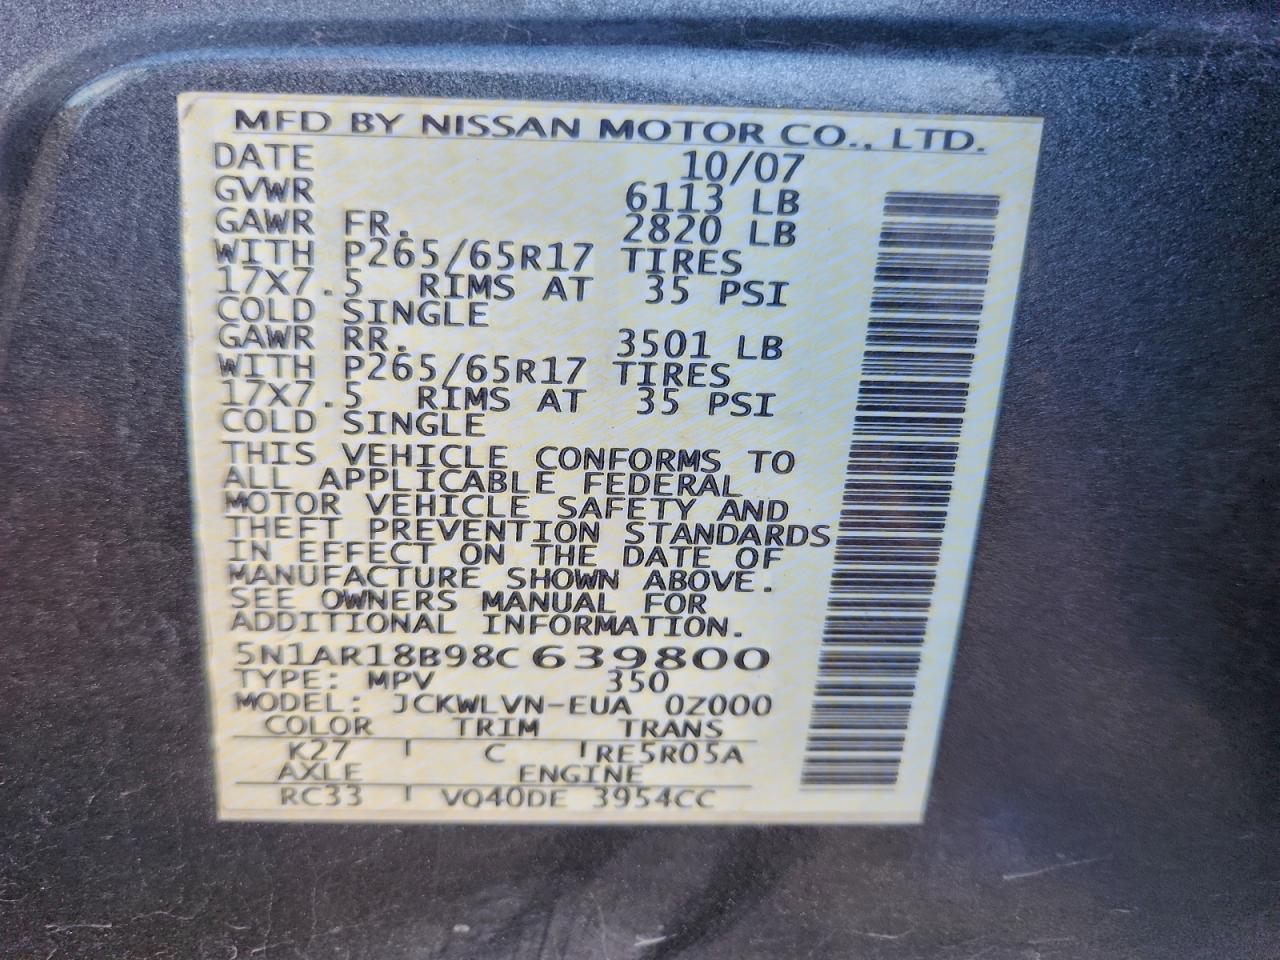 MFD BY NISSAN MOTOR CO., LTD.
DATE 10/07
GVWR 6113 LB
GAWR FR. 2820 LB
WITH P265/65R17 TIRES
17X7.5 RIMS AT 35 PSI
COLD SINGLE
GAWR RR. 3501 LB
WITH P265/65R17 TIRES
17X7.5 RIMS AT 35 PSI
COLD SINGLE
THIS VEHICLE CONFORMS TO
ALL APPLICABLE FEDERAL
MOTOR VEHICLE SAFETY AND
THEFT PREVENTION STANDARDS
IN EFFECT ON THE DATE OF
MANUFACTURE SHOWN ABOVE.
SEE OWNERS MANUAL FOR
ADDITIONAL INFORMATION.
5N1AR18B98C639800
TYPE: MPV 350
MODEL: JCKWLVN-EUA 0Z000
COLOR TRIM TRANS
K27 C RE5R05A
AXLE ENGINE
RC33 VQ40DE 3954CC